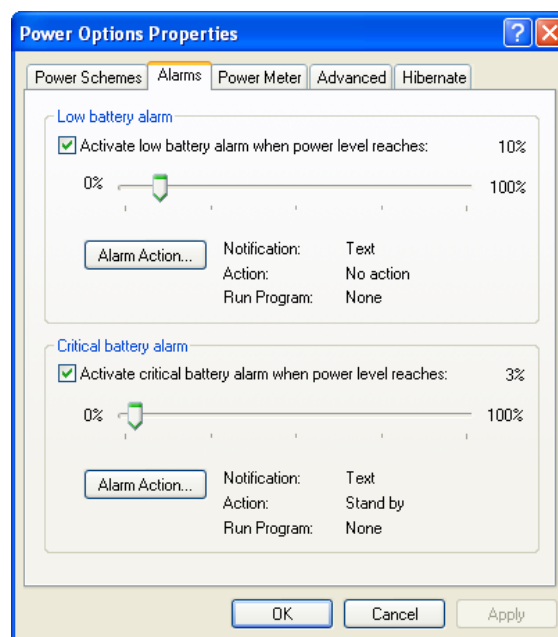 Power Options Properties
Power Schemes Alarms Power Meter Advanced Hibernate
Low battery alarm
Activate low battery alarm when power level reaches: 10%
0% 100%
Alarm Action... Notification: Text
Action: No action
Run Program: None
Critical battery alarm
Activate critical battery alarm when power level reaches: 3%
0% 100%
Alarm Action... Notification: Text
Action: Stand by
Run Program: None
OK Cancel Apply